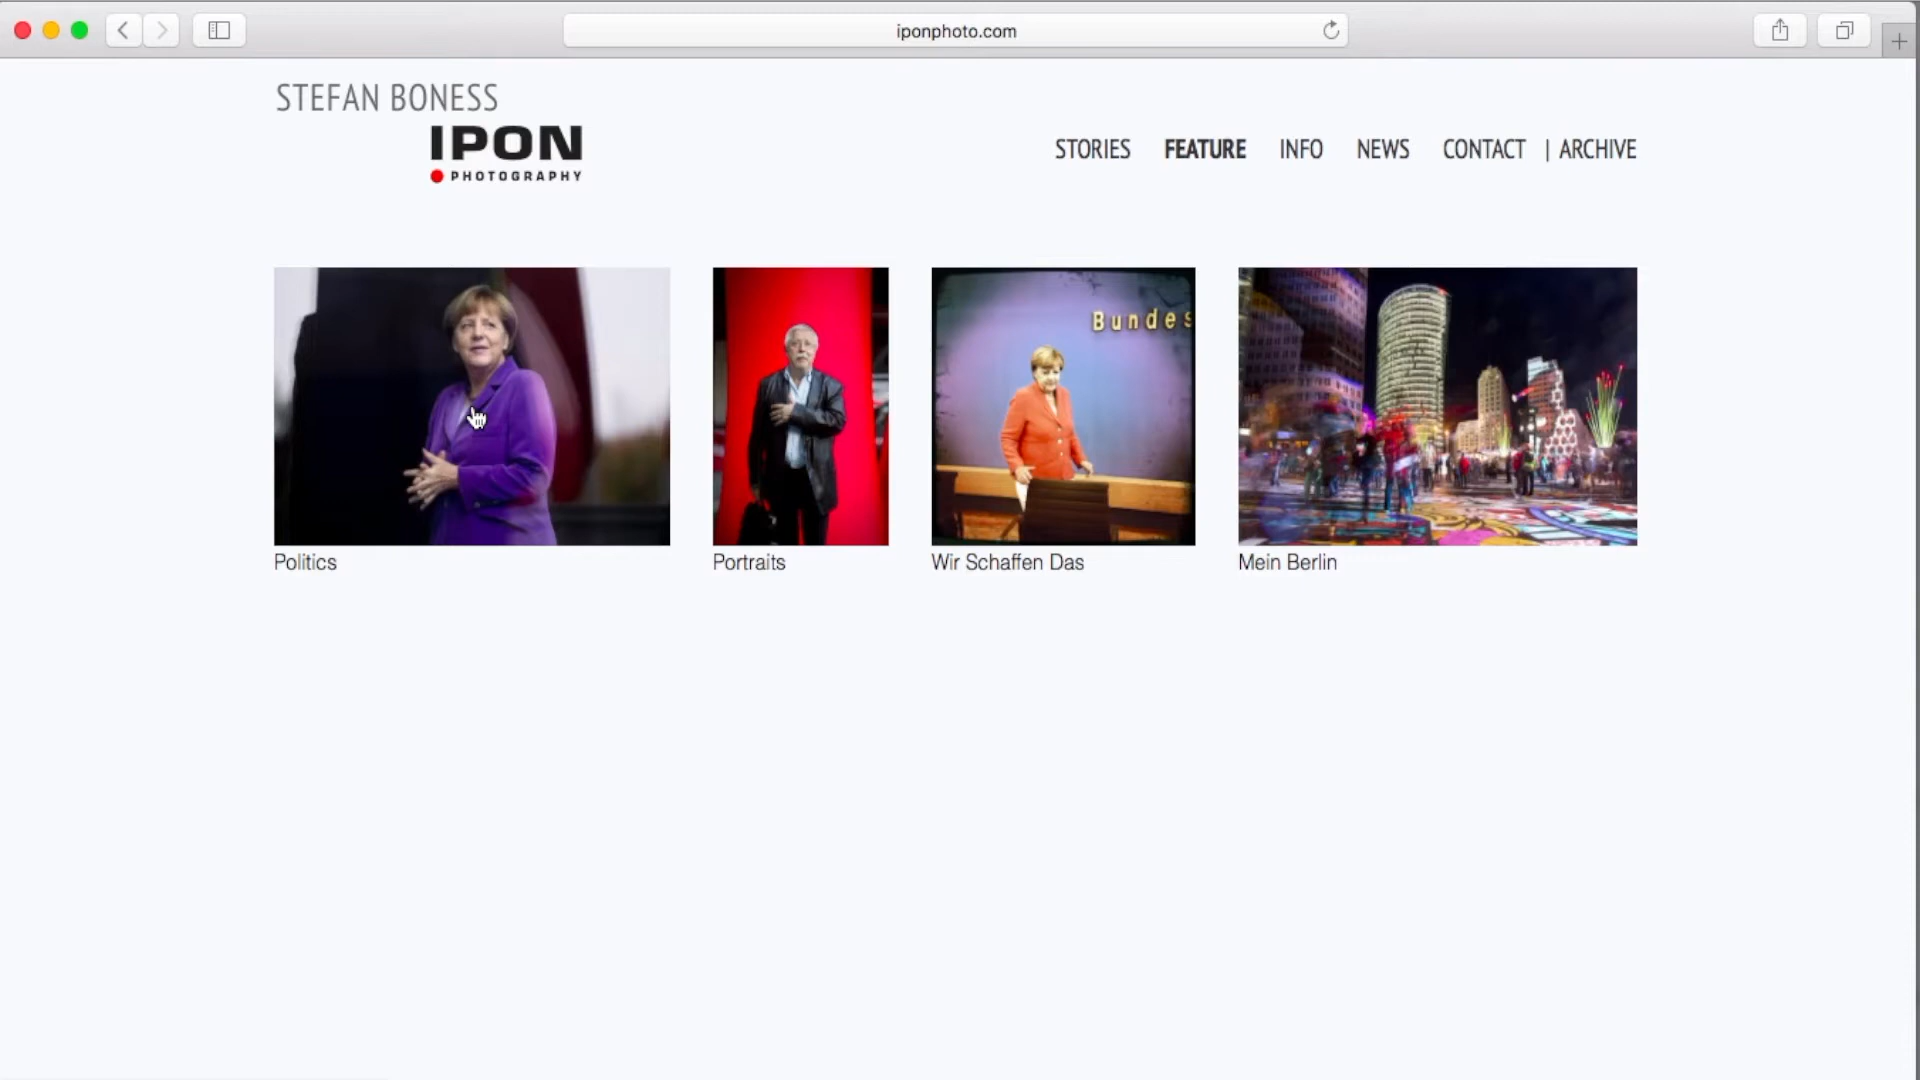 iponphoto.com
STEFAN BONESS
IPON
PHOTOGRAPHY
STORIES FEATURE INFO NEWS CONTACT | ARCHIVE
Bundes
Politics
Portraits
Wir Schaffen Das
Mein Berlin